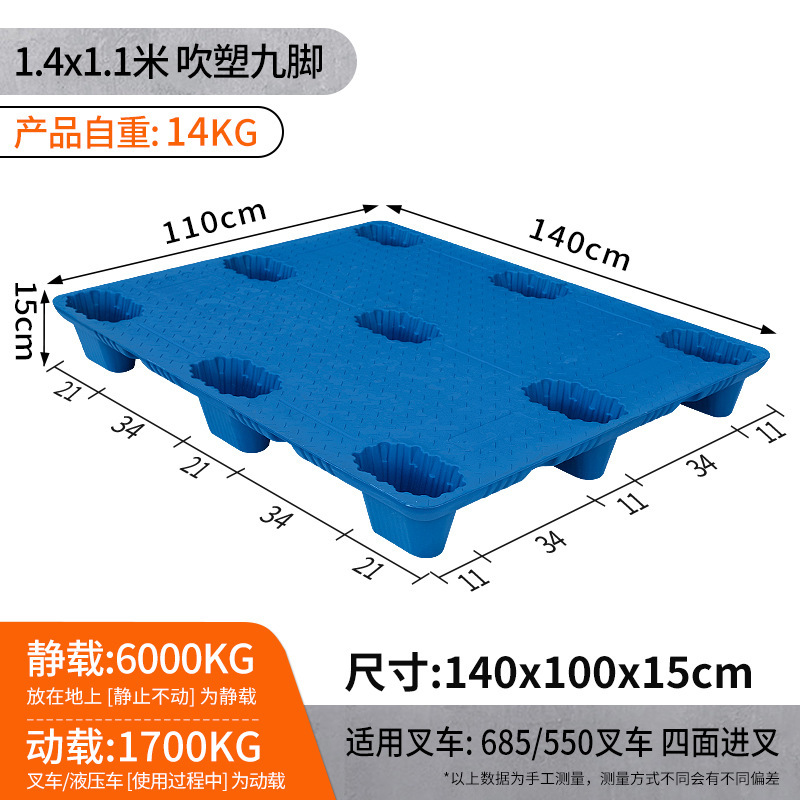 1.4x1.1米 吹塑九脚
产品自重: 14KG
110cm
140cm
15cm
21
34
21
34
21
11
34
11
34
11
静载:6000KG
放在地上 [静止不动] 为静载
动载:1700KG
叉车/液压车 [使用过程中] 为动载
尺寸:140x100x15cm
适用叉车: 685/550叉车 四面进叉
*以上数据为手工测量，测量方式不同会有不同偏差